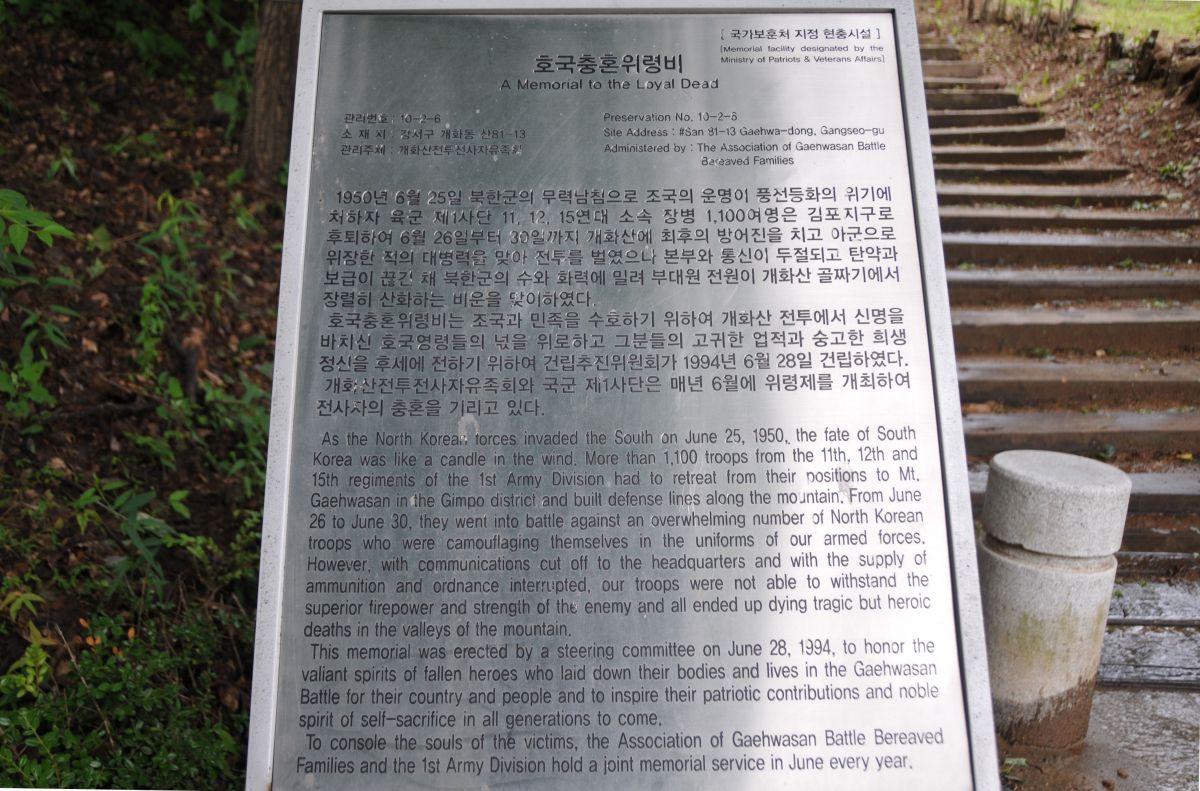 [ 국가보훈처 지정 현충시설 ]
[Memorial facility designated by the
Ministry of Patriots & Veterans Affairs]
호국충혼위령비
A Memorial to the Loyal Dead
관리번호 : 10-2-6
소 재 지 : 강서구 개화동 산81-13
관리주체 : 개화산전투전사자유족회
Preservation No. 10-2-6
Site Address : #San 81-13 Gaehwa-dong, Gangseo-gu
Administered by : The Association of Gaehwasan Battle
Bereaved Families
1950년 6월 25일 북한군의 무력남침으로 조국의 운명이 풍전등화의 위기에
처하자 육군 제1사단 11, 12, 15연대 소속 장병 1,100여명은 김포지구로
후퇴하여 6월 26일부터 30일까지 개화산에 최후의 방어진을 치고 아군으로
위장한 적의 대병력을 맞아 전투를 벌였으나 본부와 통신이 두절되고 탄약과
보급이 끊긴 채 북한군의 수와 화력에 밀려 부대원 전원이 개화산 골짜기에서
장렬히 산화하는 비운을 맞이하였다.
호국충혼위령비는 조국과 민족을 수호하기 위하여 개화산 전투에서 신명을
바치신 호국영령들의 넋을 위로하고 그분들의 고귀한 업적과 숭고한 희생
정신을 후세에 전하기 위하여 건립추진위원회가 1994년 6월 28일 건립하였다.
개화산전투전사자유족회와 국군 제1사단은 매년 6월에 위령제를 개최하여
전사자의 충혼을 기리고 있다.
As the North Korean forces invaded the South on June 25, 1950, the fate of South
Korea was like a candle in the wind. More than 1,100 troops from the 11th, 12th and
15th regiments of the 1st Army Division had to retreat from their positions to Mt.
Gaehwasan in the Gimpo district and built defense lines along the mountain. From June
26 to June 30, they went into battle against an overwhelming number of North Korean
troops who were camouflaging themselves in the uniforms of our armed forces.
However, with communications cut off to the headquarters and with the supply of
ammunition and ordnance interrupted, our troops were not able to withstand the
superior firepower and strength of the enemy and all ended up dying tragic but heroic
deaths in the valleys of the mountain.
This memorial was erected by a steering committee on June 28, 1994, to honor the
valiant spirits of fallen heroes who laid down their bodies and lives in the Gaehwasan
Battle for their country and people and to inspire their patriotic contributions and noble
spirit of self-sacrifice in all generations to come.
To console the souls of the victims, the Association of Gaehwasan Battle Bereaved
Families and the 1st Army Division hold a joint memorial service in June every year.